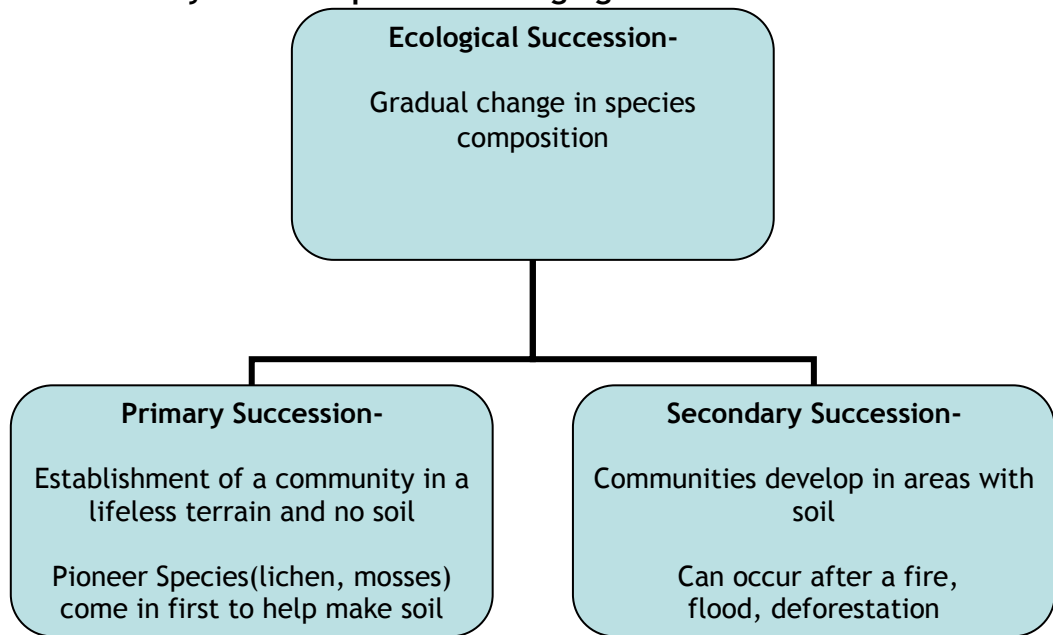 Ecological Succession-
Gradual change in species
composition
Primary Succession-
Establishment of a community in a
lifeless terrain and no soil
Pioneer Species(lichen, mosses)
come in first to help make soil
Secondary Succession-
Communities develop in areas with
soil
Can occur after a fire,
flood, deforestation